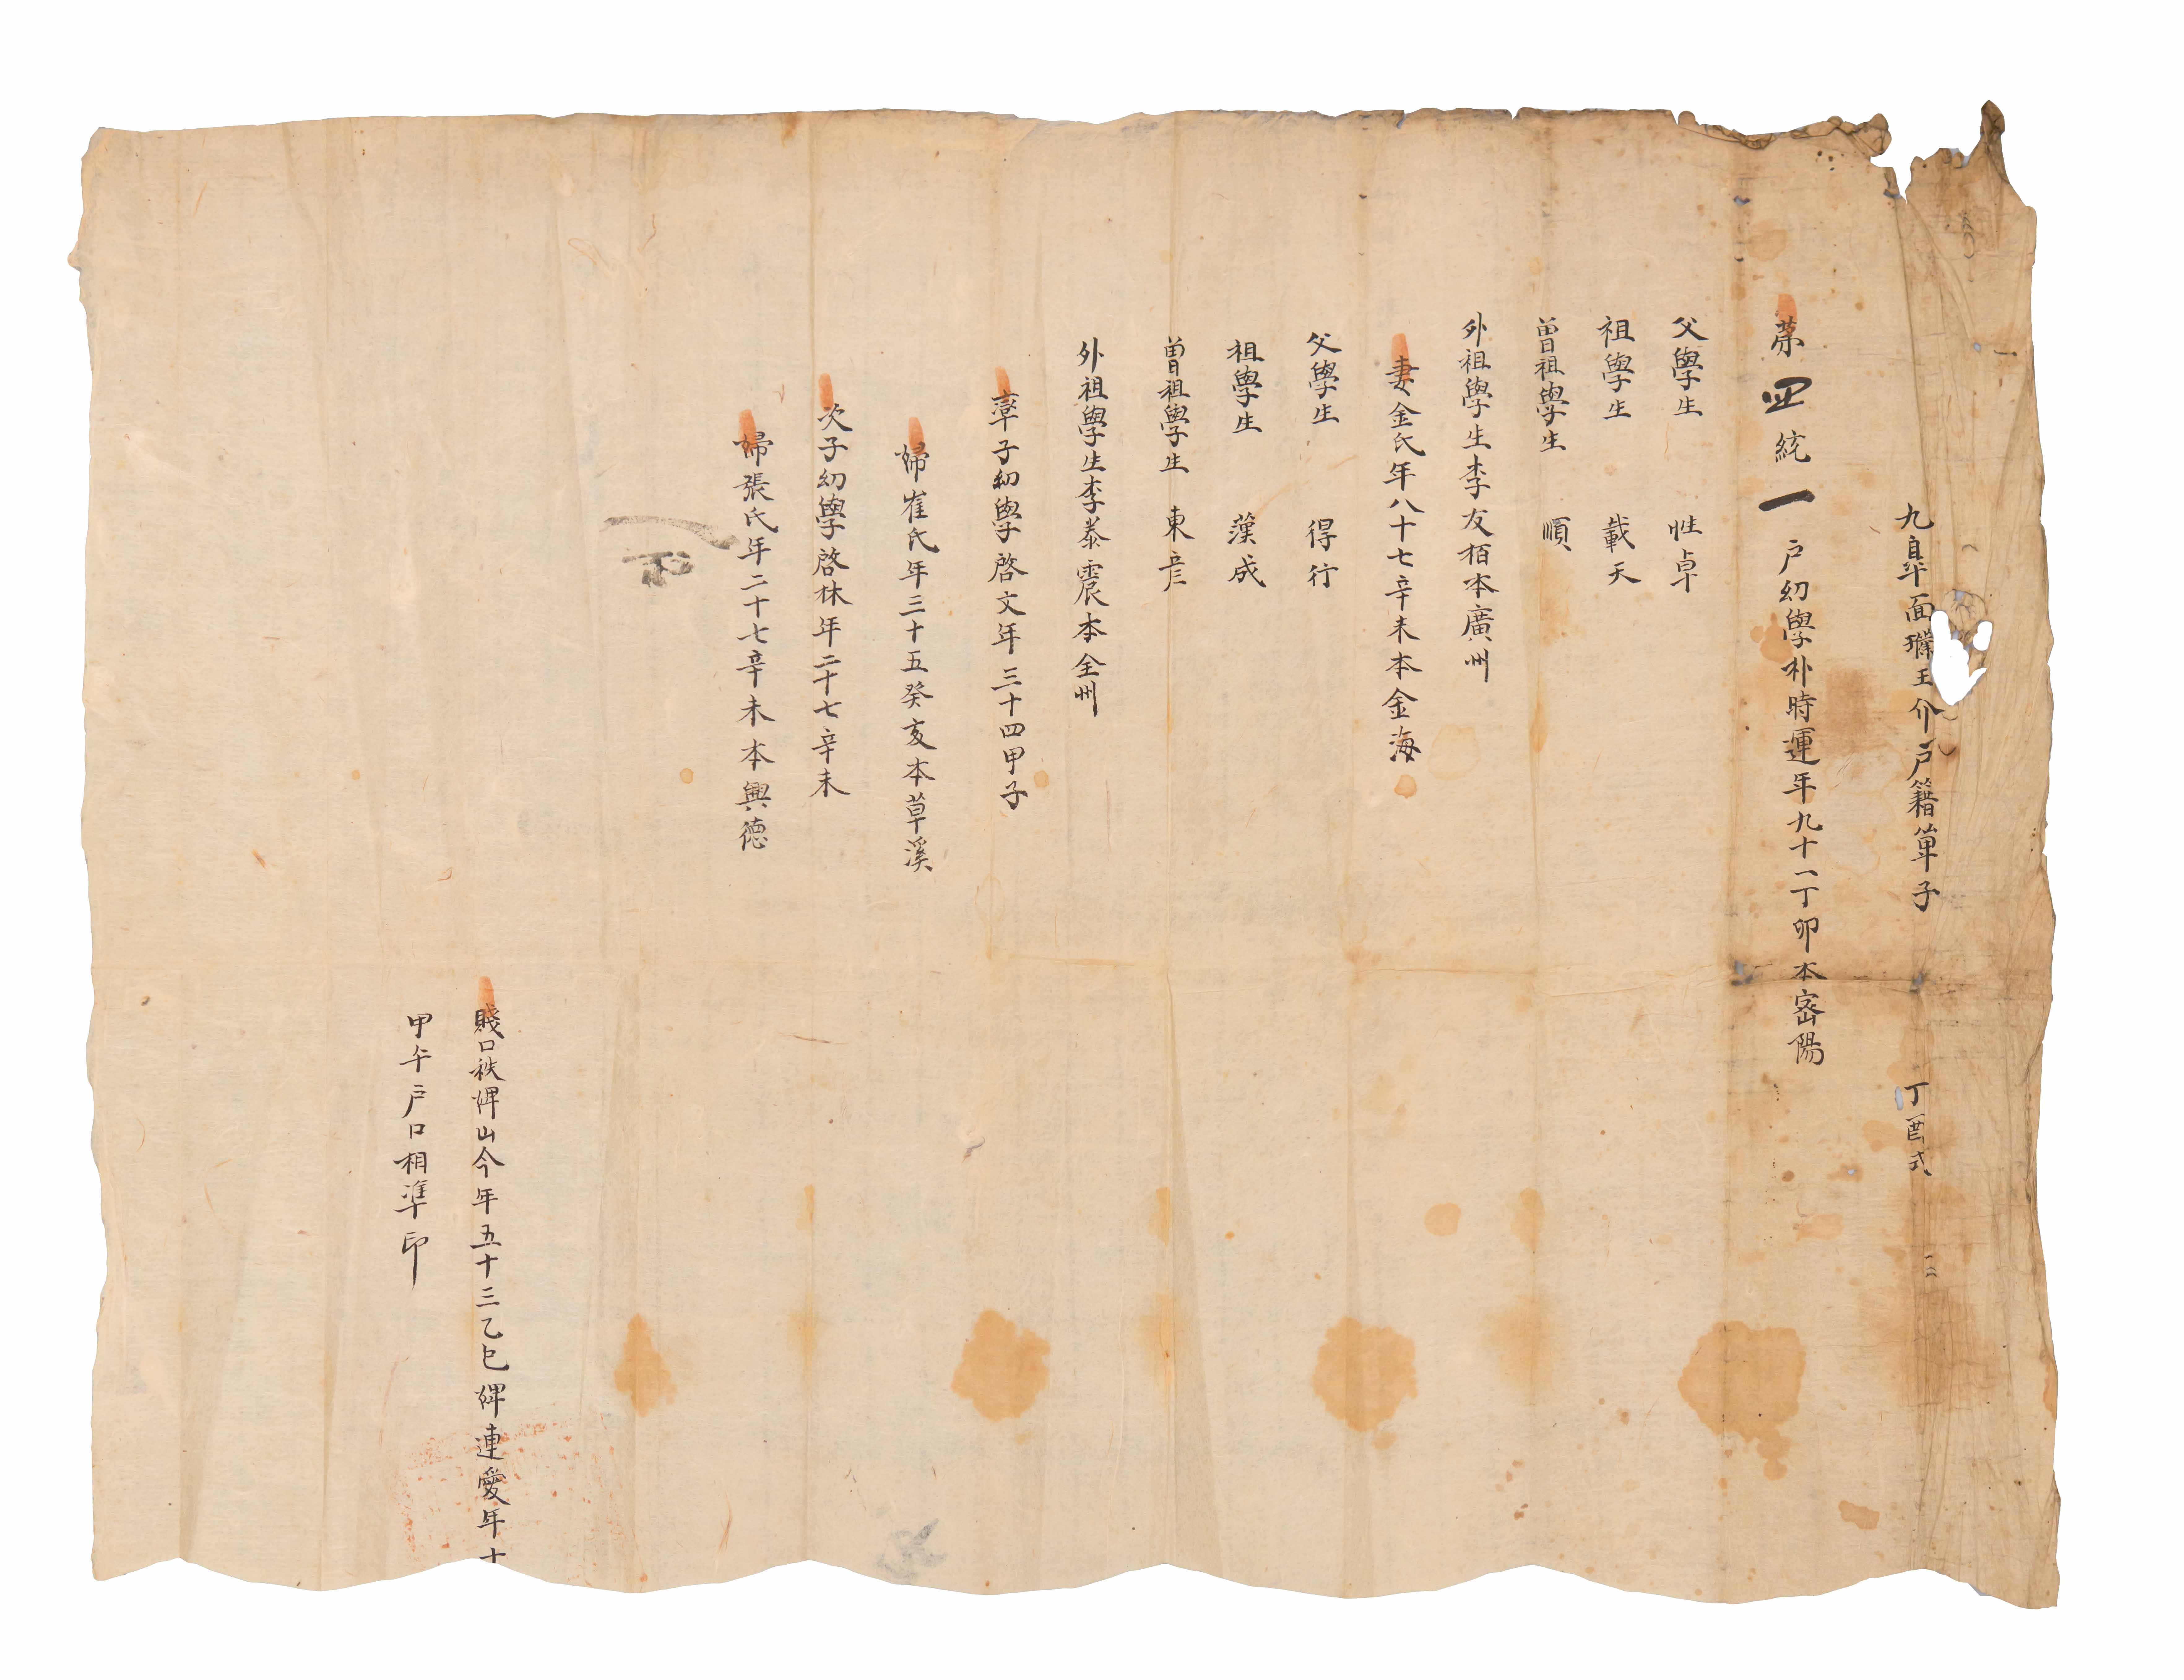 九皐面璞玉介戶籍單子 丁酉式
第四統一戶幼學朴時運年九十一丁卯本密陽
父學生 性卓
祖學生 載天
曾祖學生 順
外祖學生李友栢本廣州
妻金氏年八十七辛未本金海
父學生 得行
祖學生 漢成
曾祖學生 東彦
外祖學生李泰震本全州
率子幼學啓文年三十四甲子
婦崔氏年三十五癸亥本草溪
次子幼學啓林年二十七辛未
婦張氏年二十七辛未本興德
賤口秩婢山今年五十三乙巳婢連愛年十
甲午戶口相準印